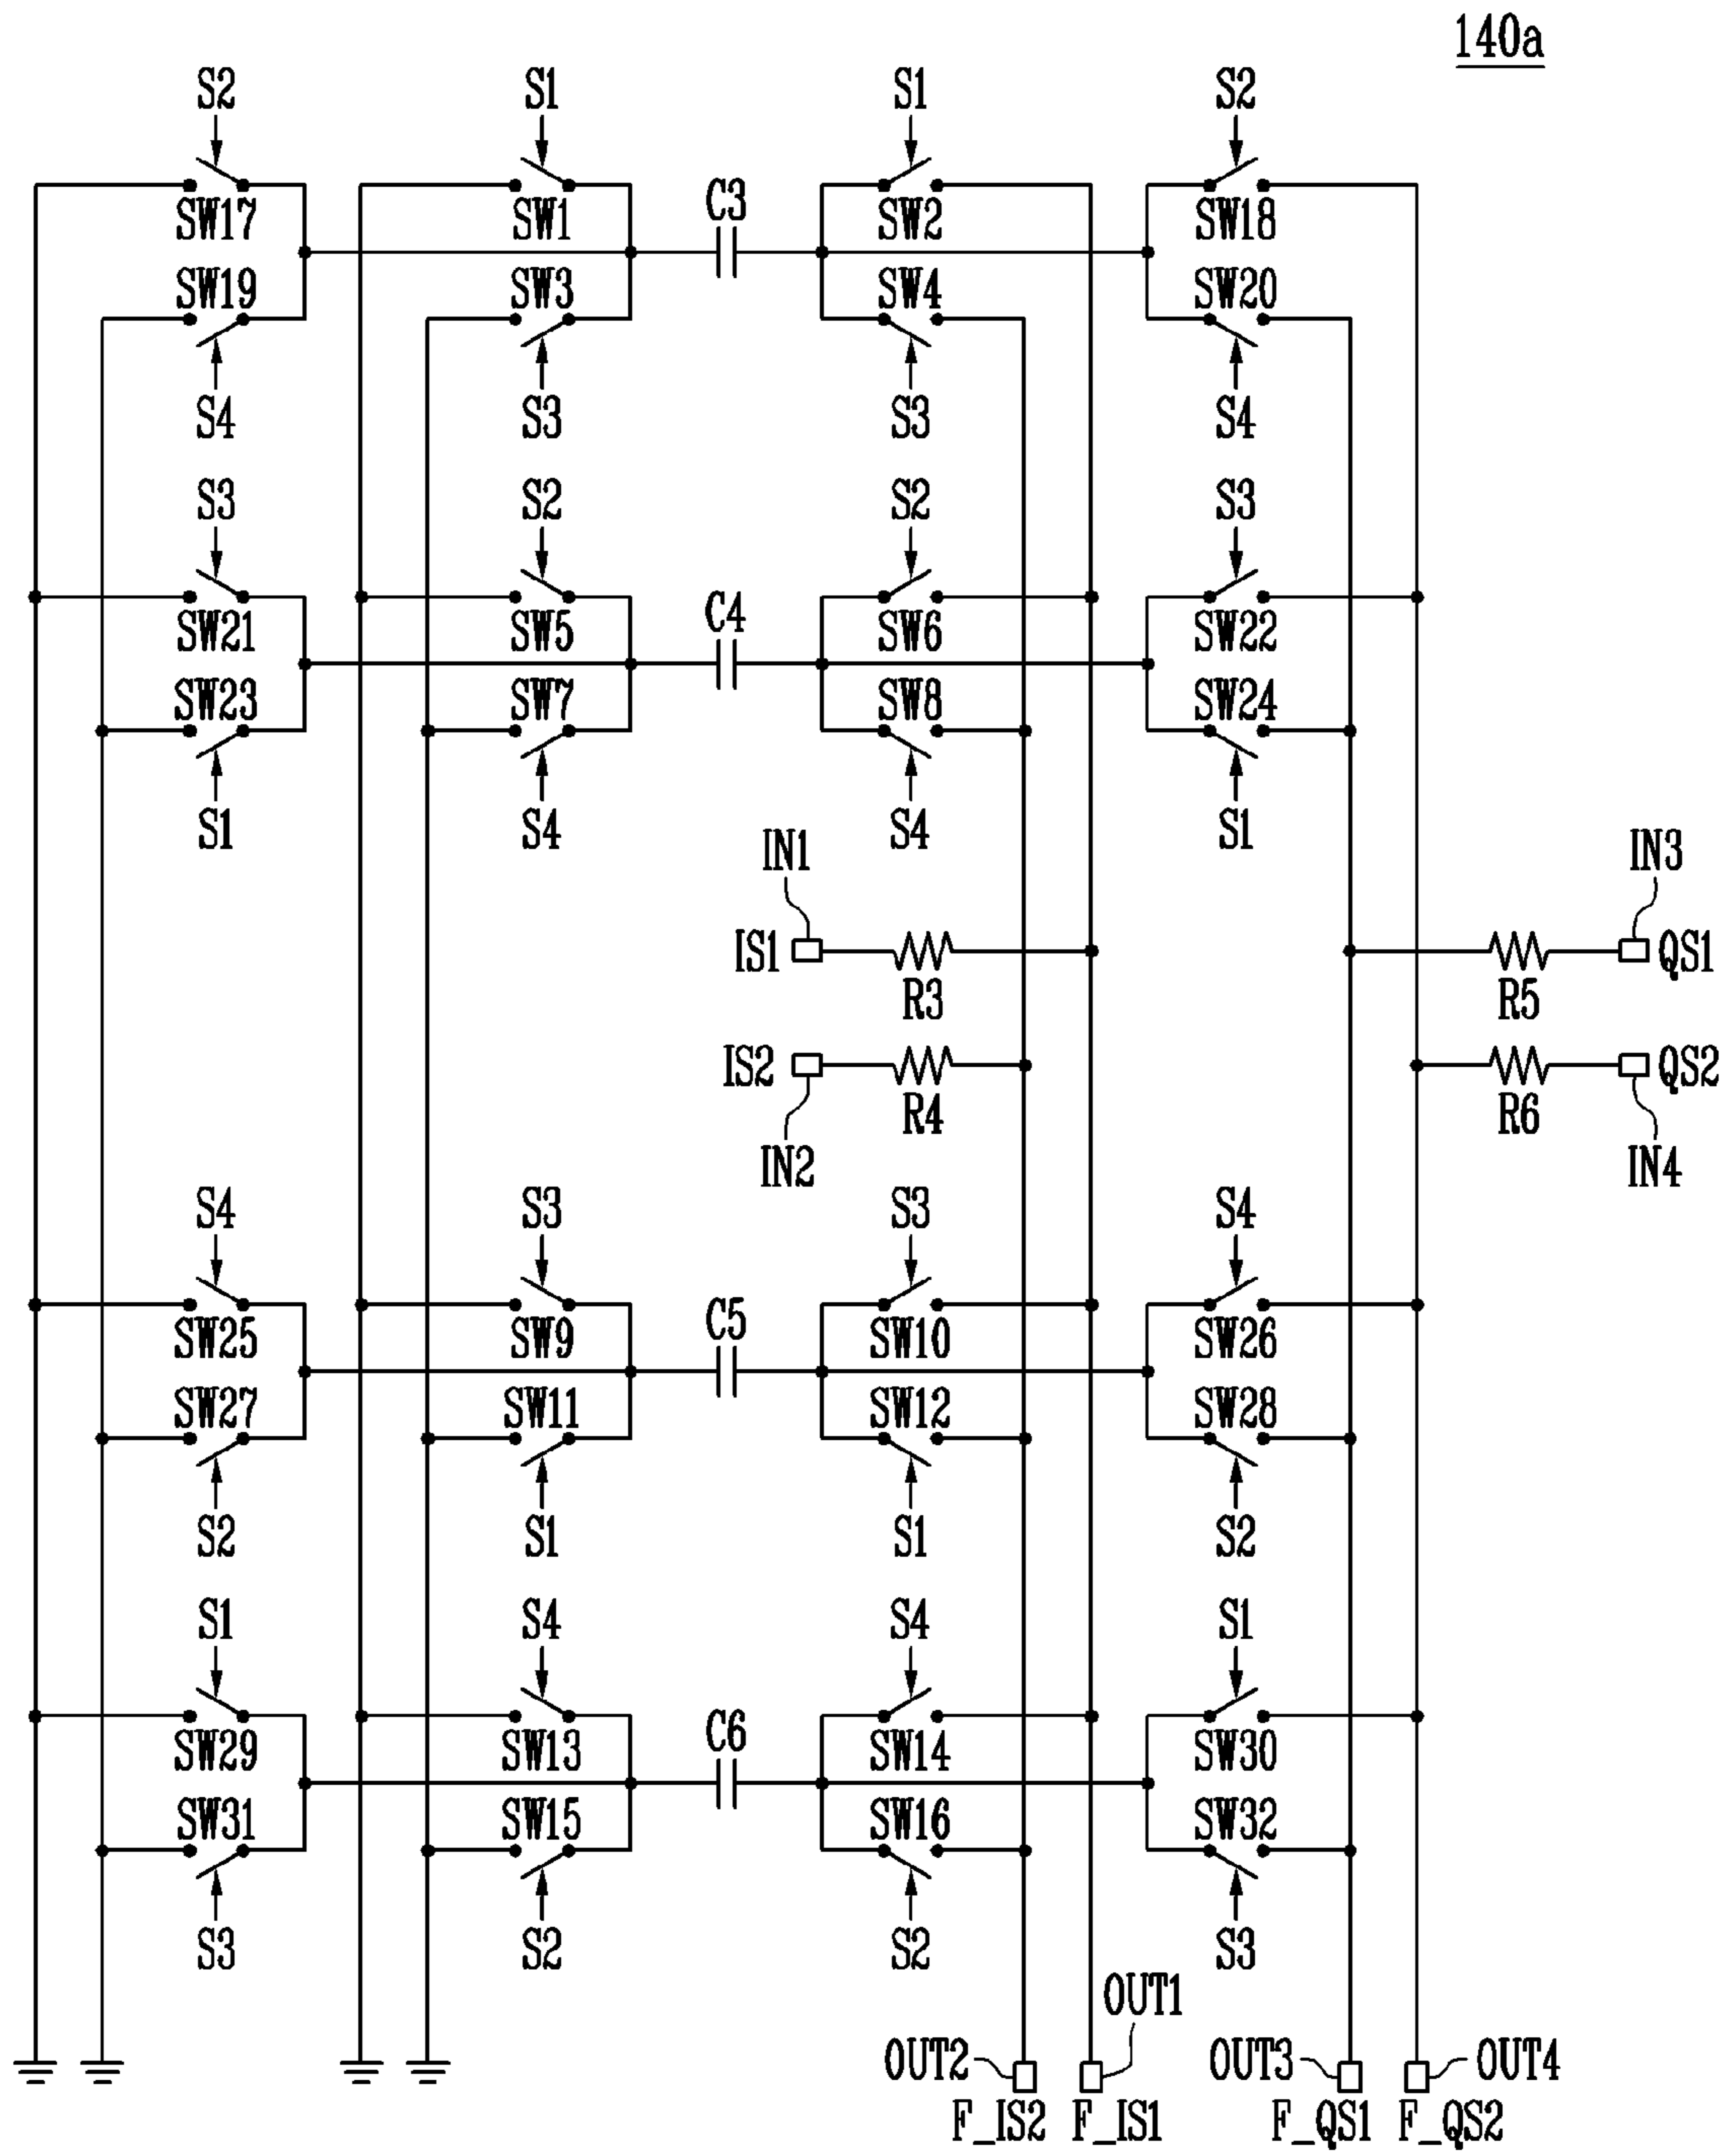 140a
S2 S1 S1 S2
SW17 SW1 C3 SW2 SW18
SW19 SW3 SW4 SW20
S4 S3 S3 S4
S3 S2 S2 S3
SW21 SW5 C4 SW6 SW22
SW23 SW7 SW8 SW24
S1 S4 S4 S1
IN1 IN3
IS1 QS1
R3 R5
IS2 QS2
R4 R6
IN2 IN4
S4 S3 S3 S4
SW25 SW9 C5 SW10 SW26
SW27 SW11 SW12 SW28
S2 S1 S1 S2
S1 S4 S4 S1
SW29 SW13 C6 SW14 SW30
SW31 SW15 SW16 SW32
S3 S2 S2 S3
OUT1
OUT2 OUT3 OUT4
F_IS2 F_IS1 F_QS1 F_QS2